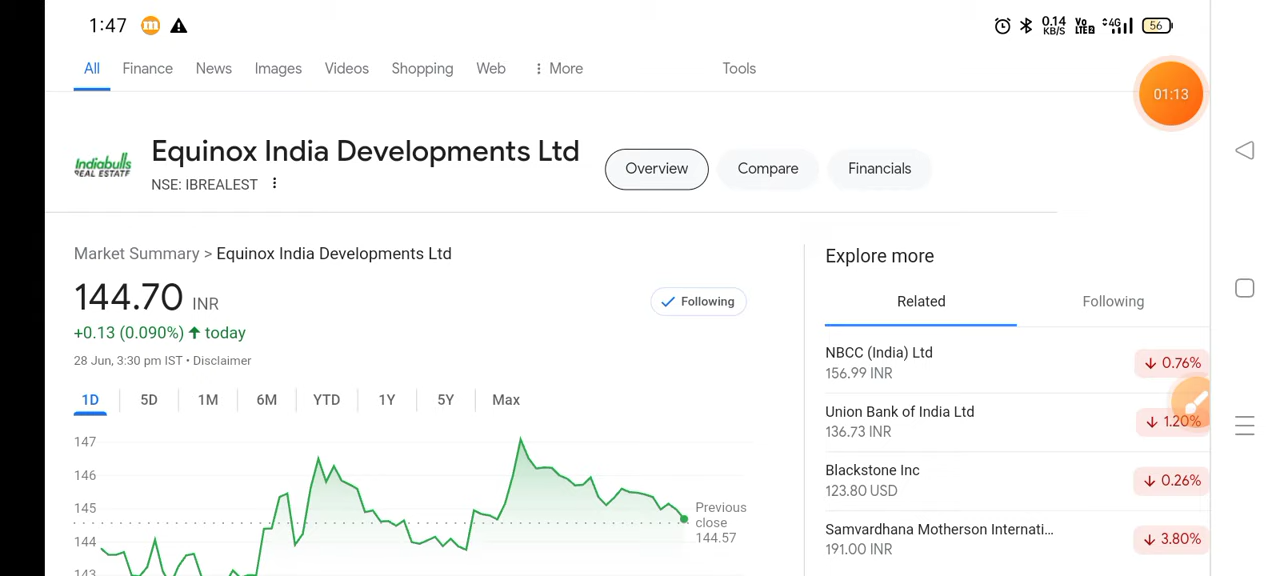 1:47 m
0.14 KB/S Vo LTE2 4G 56
All Finance News Images Videos Shopping Web More Tools
01:13
Indiabulls
REAL ESTATE
Equinox India Developments Ltd
NSE: IBREALEST
Overview Compare Financials
Market Summary > Equinox India Developments Ltd
144.70 INR
Following
+0.13 (0.090%) ↑ today
28 Jun, 3:30 pm IST • Disclaimer
1D 5D 1M 6M YTD 1Y 5Y Max
147
146
145
144
143
Previous
close
144.57
Explore more
Related Following
NBCC (India) Ltd
156.99 INR
↓ 0.76%
Union Bank of India Ltd
136.73 INR
↓ 1.20%
Blackstone Inc
123.80 USD
↓ 0.26%
Samvardhana Motherson Internati...
191.00 INR
↓ 3.80%